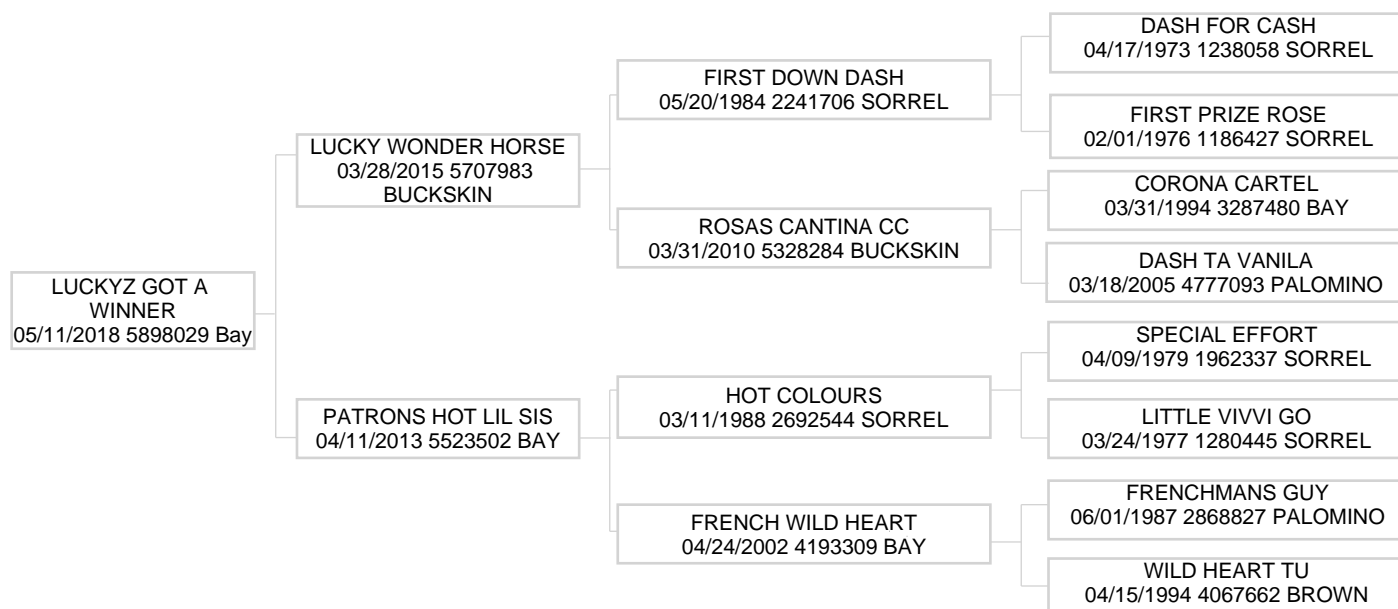 LUCKYZ GOT A
WINNER
05/11/2018 5898029 Bay
LUCKY WONDER HORSE
03/28/2015 5707983
BUCKSKIN
PATRONS HOT LIL SIS
04/11/2013 5523502 BAY
FIRST DOWN DASH
05/20/1984 2241706 SORREL
ROSAS CANTINA CC
03/31/2010 5328284 BUCKSKIN
HOT COLOURS
03/11/1988 2692544 SORREL
FRENCH WILD HEART
04/24/2002 4193309 BAY
DASH FOR CASH
04/17/1973 1238058 SORREL
FIRST PRIZE ROSE
02/01/1976 1186427 SORREL
CORONA CARTEL
03/31/1994 3287480 BAY
DASH TA VANILA
03/18/2005 4777093 PALOMINO
SPECIAL EFFORT
04/09/1979 1962337 SORREL
LITTLE VIVVI GO
03/24/1977 1280445 SORREL
FRENCHMANS GUY
06/01/1987 2868827 PALOMINO
WILD HEART TU
04/15/1994 4067662 BROWN